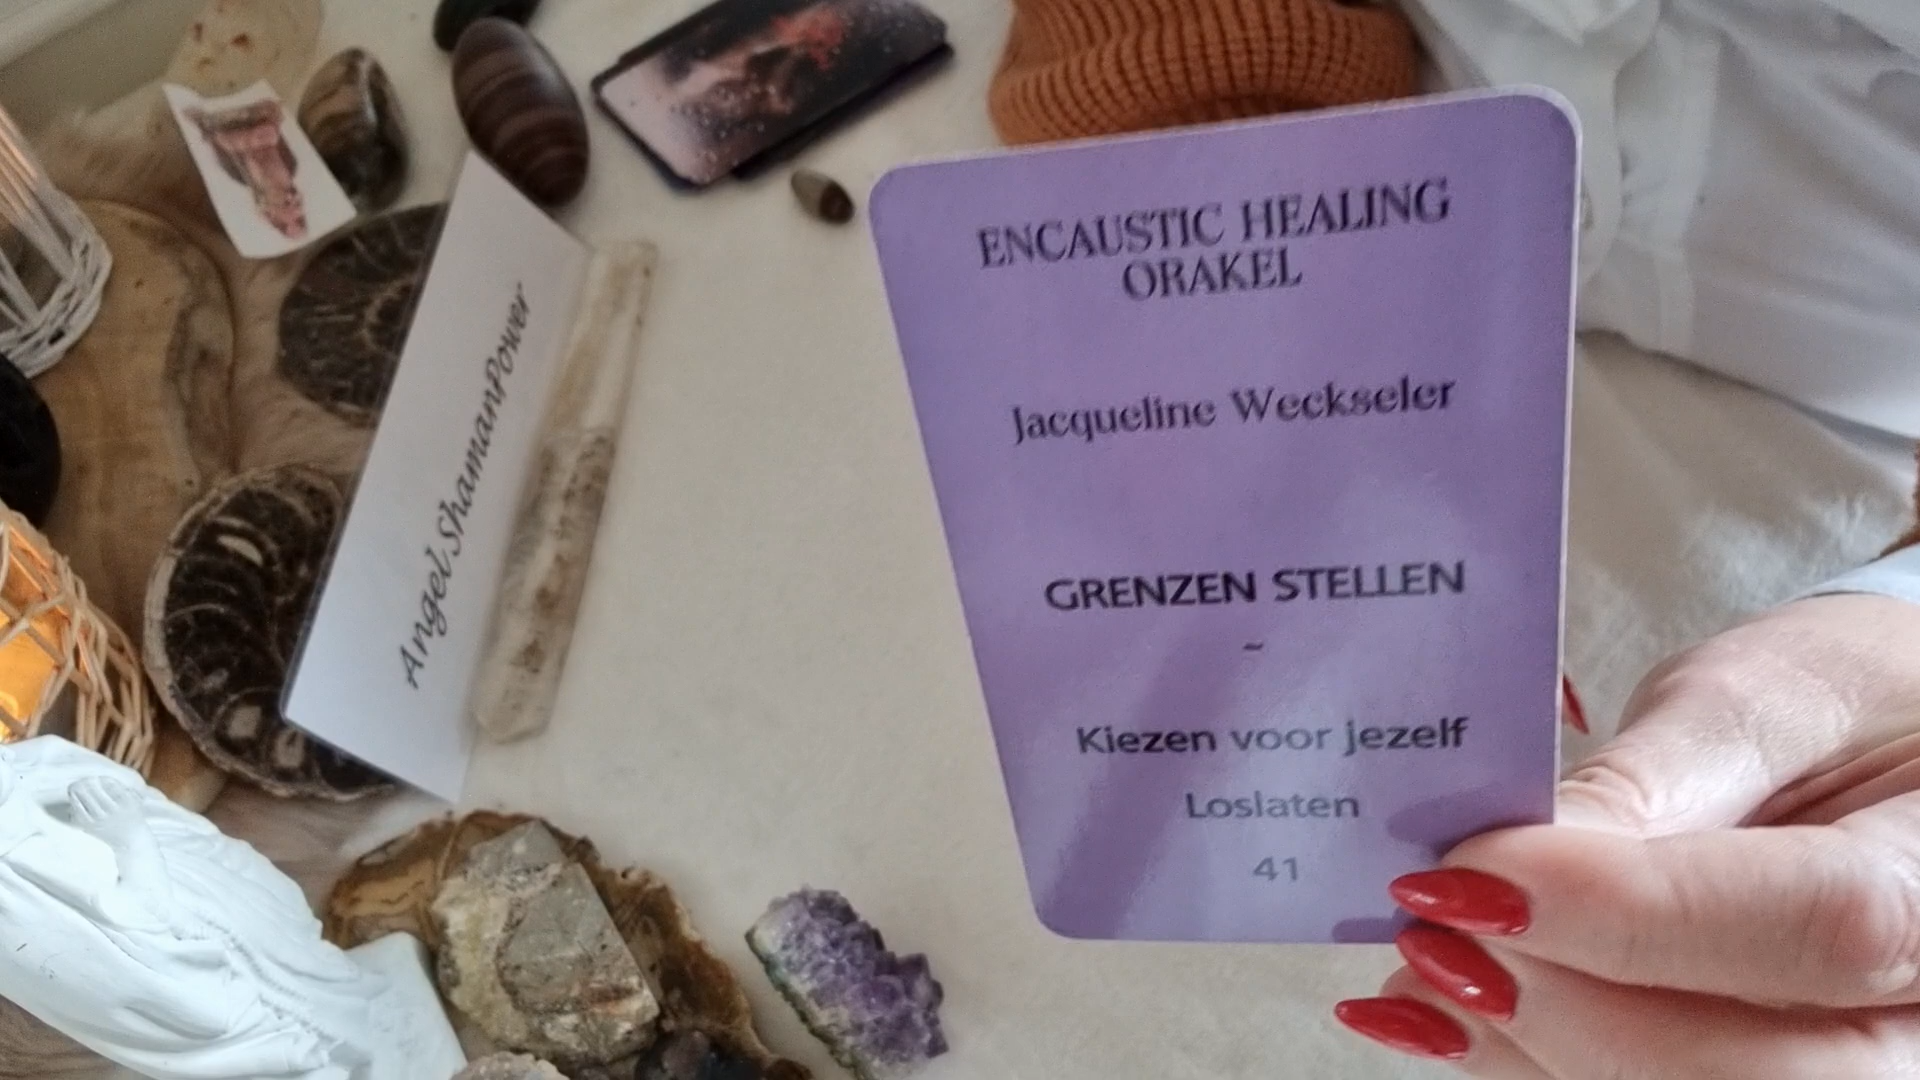 AngelShamanPower
ENCAUSTIC HEALING
ORAKEL
Jacqueline Weckseler
GRENZEN STELLEN
~
Kiezen voor jezelf
Loslaten
41